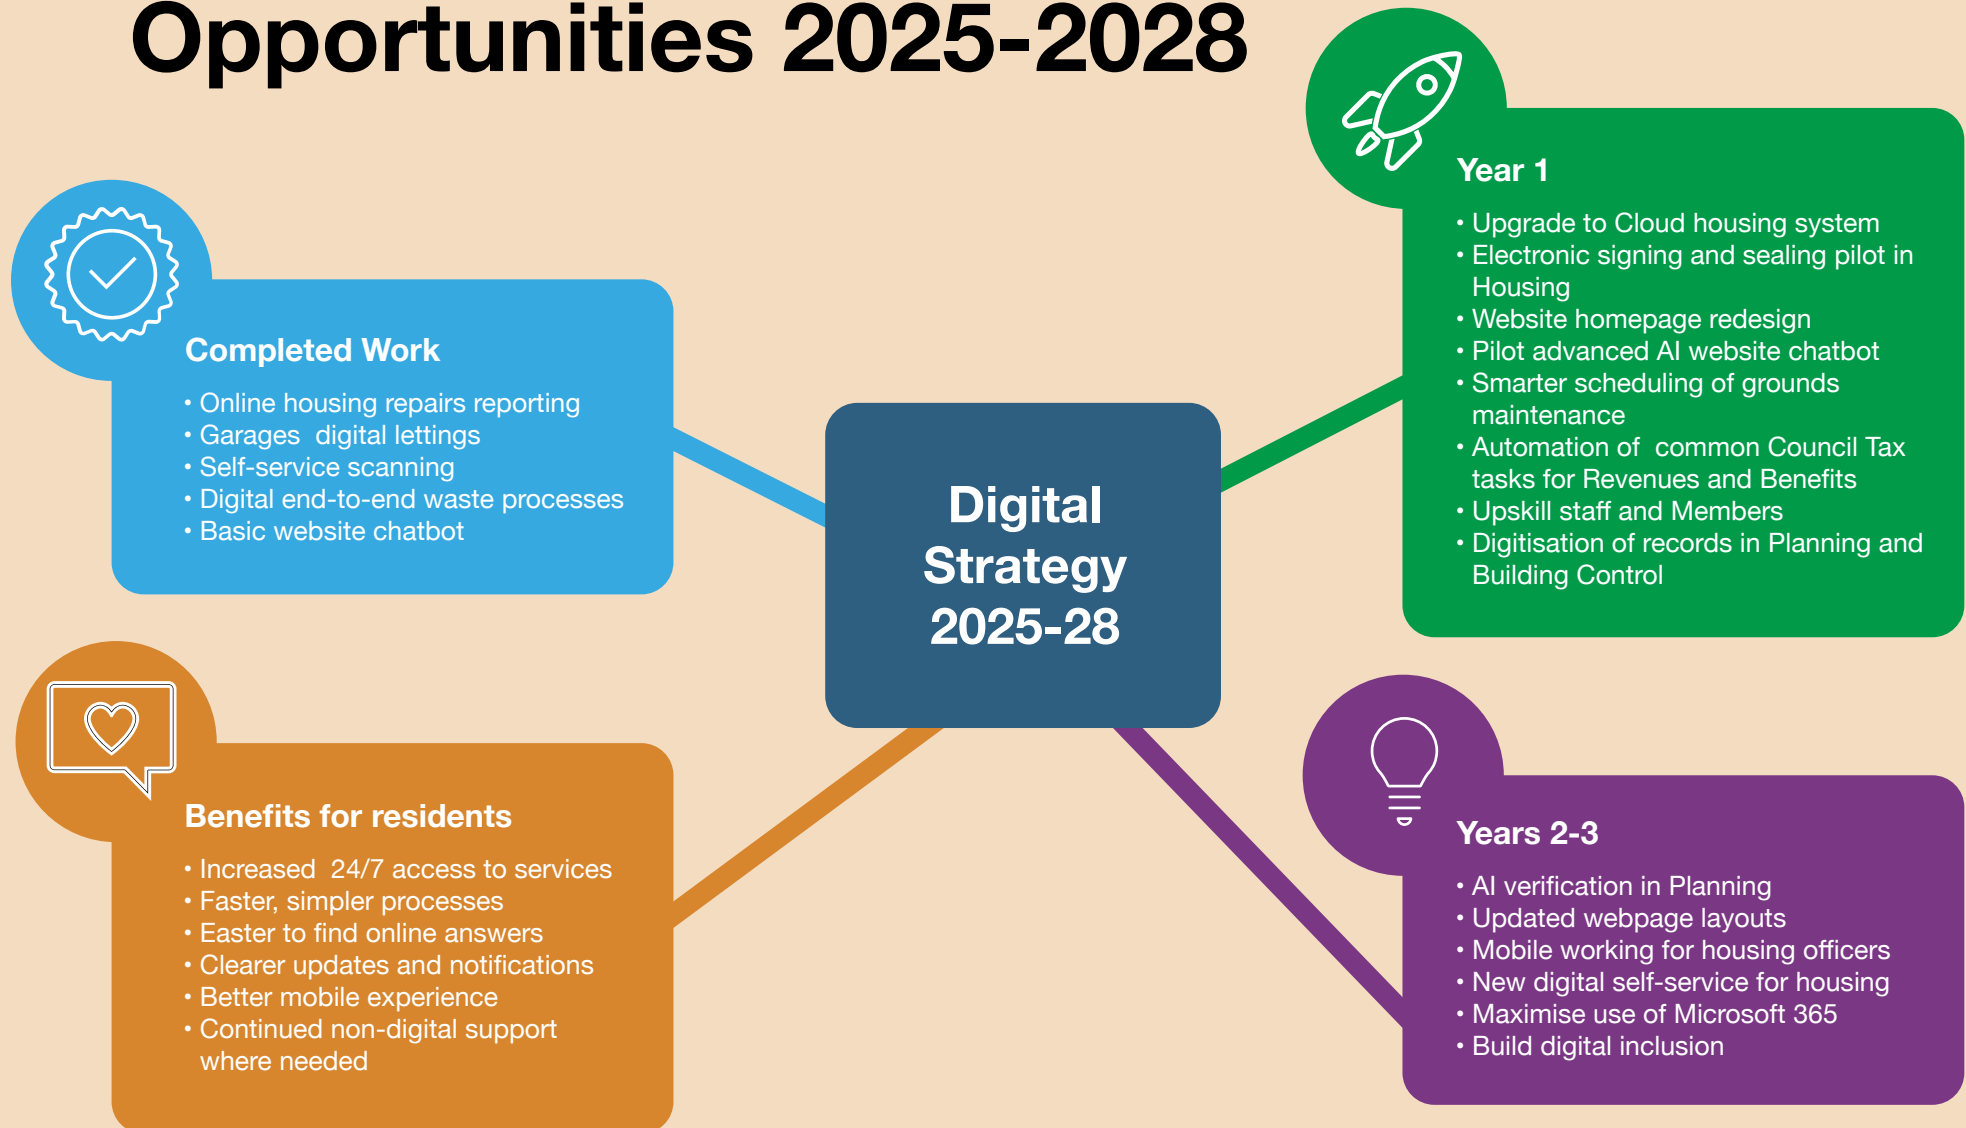 Opportunities 2025-2028
Completed Work
• Online housing repairs reporting
• Garages  digital lettings
• Self-service scanning
• Digital end-to-end waste processes
• Basic website chatbot
Benefits for residents
• Increased  24/7 access to services
• Faster, simpler processes
• Easter to find online answers
• Clearer updates and notifications
• Better mobile experience
• Continued non-digital support
where needed
Digital
Strategy
2025-28
Year 1
• Upgrade to Cloud housing system
• Electronic signing and sealing pilot in
Housing
• Website homepage redesign
• Pilot advanced AI website chatbot
• Smarter scheduling of grounds
maintenance
• Automation of  common Council Tax
tasks for Revenues and Benefits
• Upskill staff and Members
• Digitisation of records in Planning and
Building Control
Years 2-3
• AI verification in Planning
• Updated webpage layouts
• Mobile working for housing officers
• New digital self-service for housing
• Maximise use of Microsoft 365
• Build digital inclusion